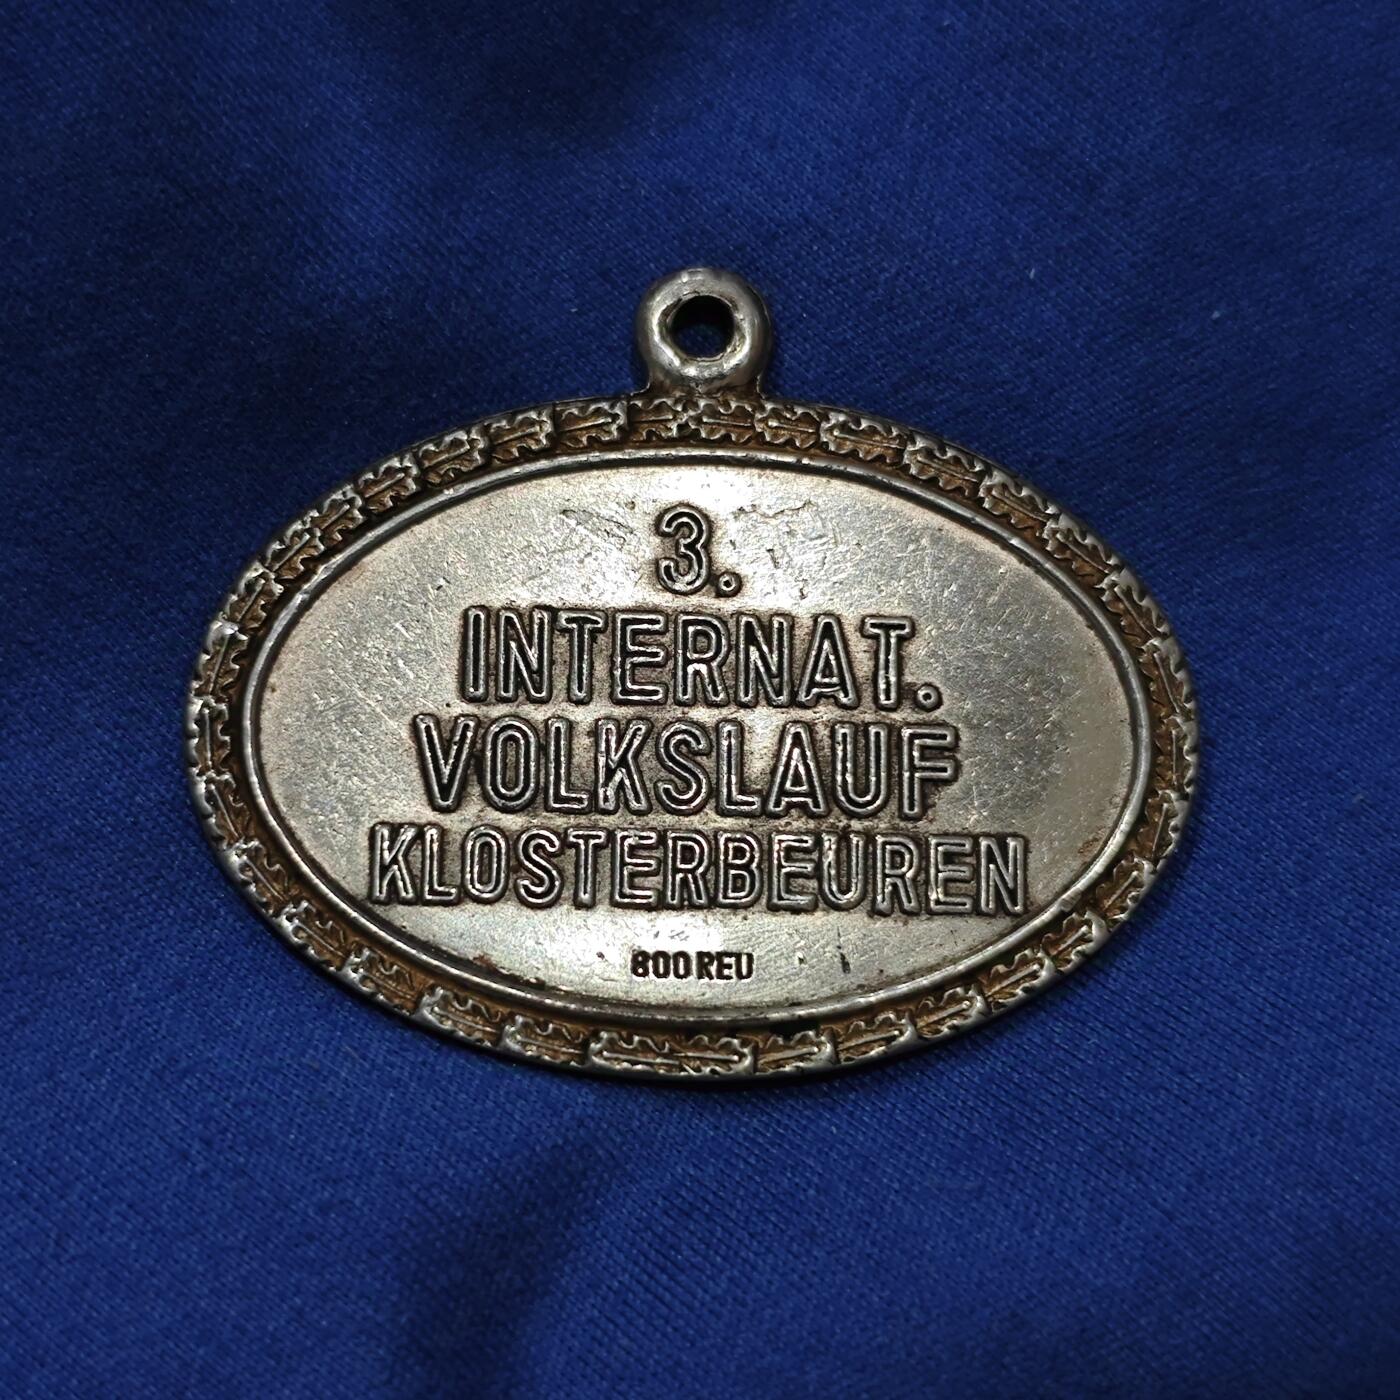 3.
INTERNAT.
VOLKSLAUF
KLOSTERBEUREN
800 REU